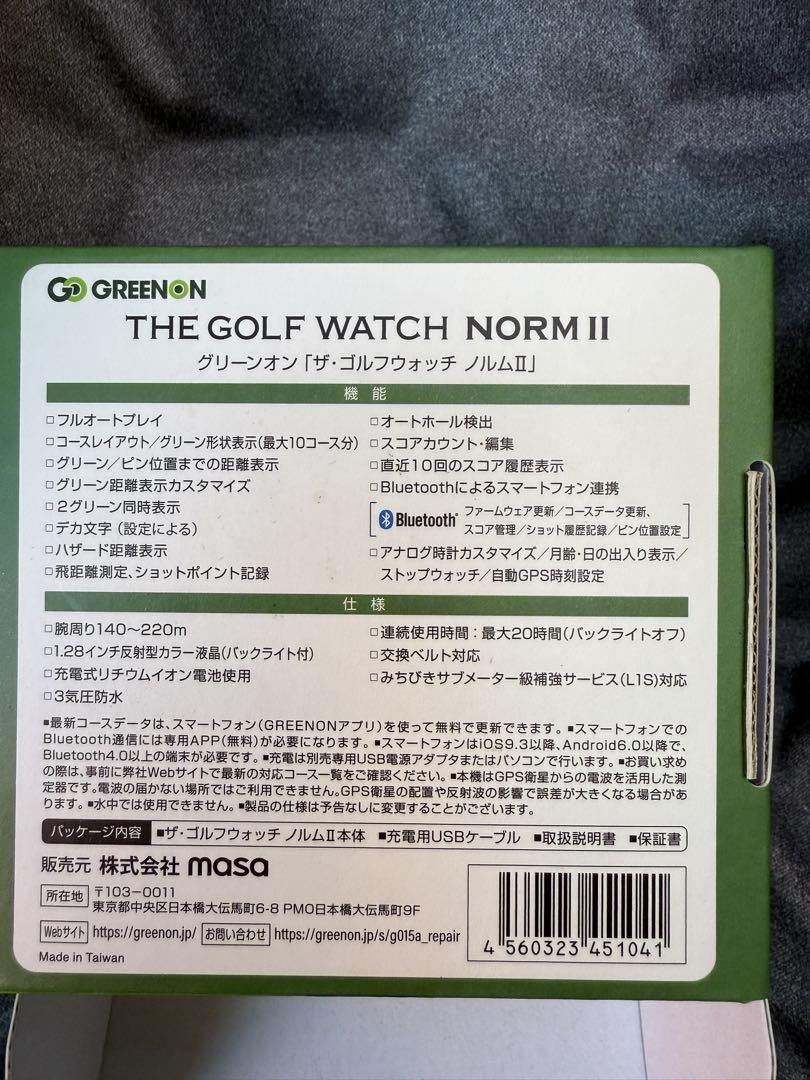 GREENON
THE GOLF WATCH NORM II
グリーンオン「ザ・ゴルフウォッチ ノルムⅡ」
機能
□フルオートプレイ
□コースレイアウト／グリーン形状表示(最大10コース分)
□グリーン／ピン位置までの距離表示
□グリーン距離表示カスタマイズ
□2グリーン同時表示
□デカ文字（設定による）
□ハザード距離表示
□飛距離測定、ショットポイント記録
□オートホール検出
□スコアカウント・編集
□直近10回のスコア履歴表示
□Bluetoothによるスマートフォン連携
Bluetooth ファームウェア更新／コースデータ更新、
スコア管理／ショット履歴記録／ピン位置設定
□アナログ時計カスタマイズ／月齢・日の出入り表示／
ストップウォッチ／自動GPS時刻設定
仕様
□腕周り140〜220m
□1.28インチ反射型カラー液晶(バックライト付)
□充電式リチウムイオン電池使用
□3気圧防水
□連続使用時間：最大20時間(バックライトオフ)
□交換ベルト対応
□みちびきサブメーター級補強サービス(L1S)対応
■最新コースデータは、スマートフォン(GREENONアプリ)を使って無料で更新できます。■スマートフォンでの
Bluetooth通信には専用APP(無料)が必要になります。■スマートフォンはiOS9.3以降、Android6.0以降で、
Bluetooth4.0以上の端末が必要です。■充電は別売専用USB電源アダプタまたはパソコンで行います。■お買い求め
の際は、事前に弊社Webサイトで最新の対応コース一覧をご確認ください。■本機はGPS衛星からの電波を活用した測
定器です。電波の届かない場所ではご利用できません。GPS衛星の配置や反射波の影響で誤差が大きくなる場合があ
ります。■水中では使用できません。■製品の仕様は予告なしに変更することがございます。
パッケージ内容 ■ザ・ゴルフウォッチ ノルムⅡ本体 ■充電用USBケーブル ■取扱説明書 ■保証書
販売元 株式会社 masa
所在地 〒103-0011
東京都中央区日本橋大伝馬町6-8 PMO日本橋大伝馬町9F
Webサイト https://greenon.jp/ お問い合わせ https://greenon.jp/s/g015a_repair
Made in Taiwan
4 560323 451041